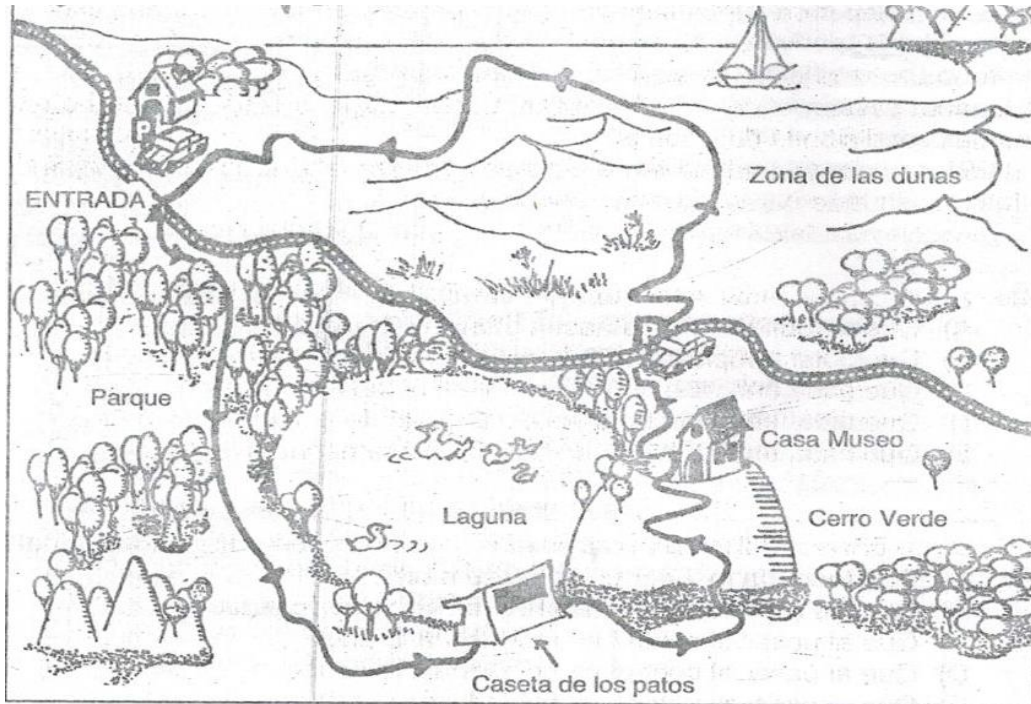 P
Zona de las dunas
ENTRADA
P
Parque
Casa Museo
Laguna
Cerro Verde
Caseta de los patos